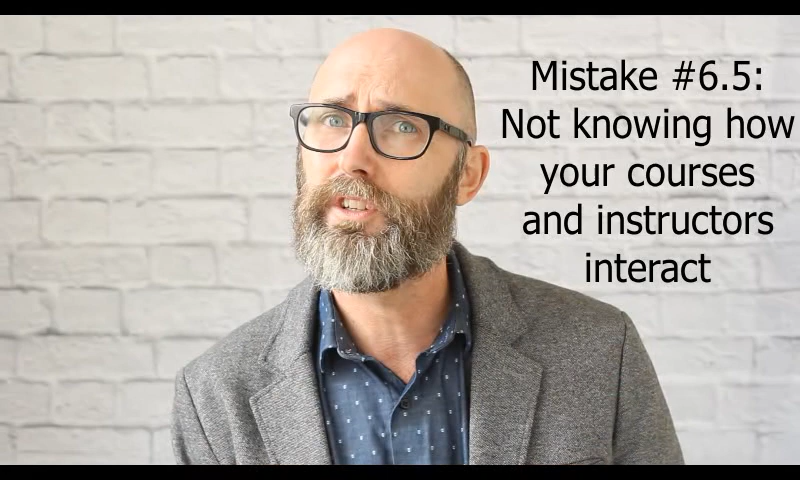 Mistake #6.5:
Not knowing how
your courses
and instructors
interact